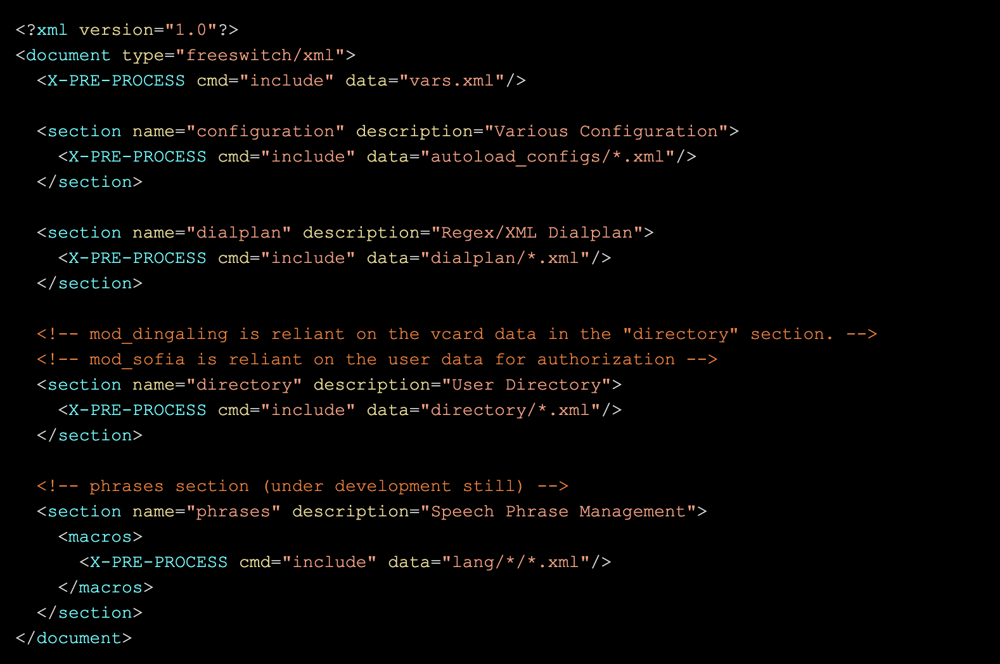 <?xml version="1.0"?>
<document type="freeswitch/xml">
  <X-PRE-PROCESS cmd="include" data="vars.xml"/>

  <section name="configuration" description="Various Configuration">
    <X-PRE-PROCESS cmd="include" data="autoload_configs/*.xml"/>
  </section>

  <section name="dialplan" description="Regex/XML Dialplan">
    <X-PRE-PROCESS cmd="include" data="dialplan/*.xml"/>
  </section>

  <!-- mod_dingaling is reliant on the vcard data in the "directory" section. -->
  <!-- mod_sofia is reliant on the user data for authorization -->
  <section name="directory" description="User Directory">
    <X-PRE-PROCESS cmd="include" data="directory/*.xml"/>
  </section>

  <!-- phrases section (under development still) -->
  <section name="phrases" description="Speech Phrase Management">
    <macros>
      <X-PRE-PROCESS cmd="include" data="lang/*/*.xml"/>
    </macros>
  </section>
</document>